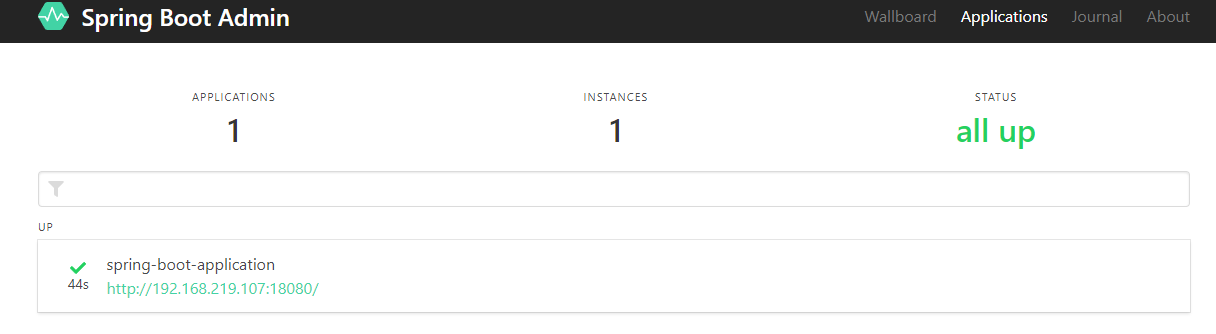 Spring Boot Admin
Wallboard Applications Journal About
APPLICATIONS INSTANCES STATUS
1 1 all up
UP
spring-boot-application
44s
http://192.168.219.107:18080/